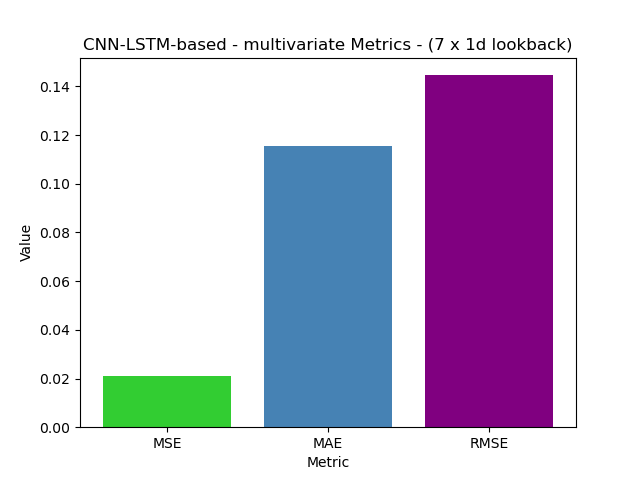 CNN-LSTM-based - multivariate Metrics - (7 x 1d lookback)
0.14
0.12
0.10
0.08
0.06
0.04
0.02
0.00
Value
MSE MAE RMSE
Metric